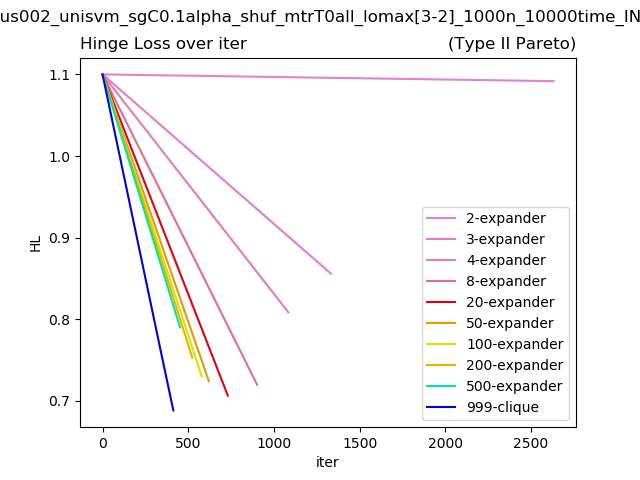 us002_unisvm_sgC0.1alpha_shuf_mtrT0all_lomax[3-2]_1000n_10000time_IN
Hinge Loss over iter
(Type II Pareto)
1.1
1.0
0.9
0.8
0.7
HL
0
500
1000
1500
2000
2500
iter
2-expander
3-expander
4-expander
8-expander
20-expander
50-expander
100-expander
200-expander
500-expander
999-clique